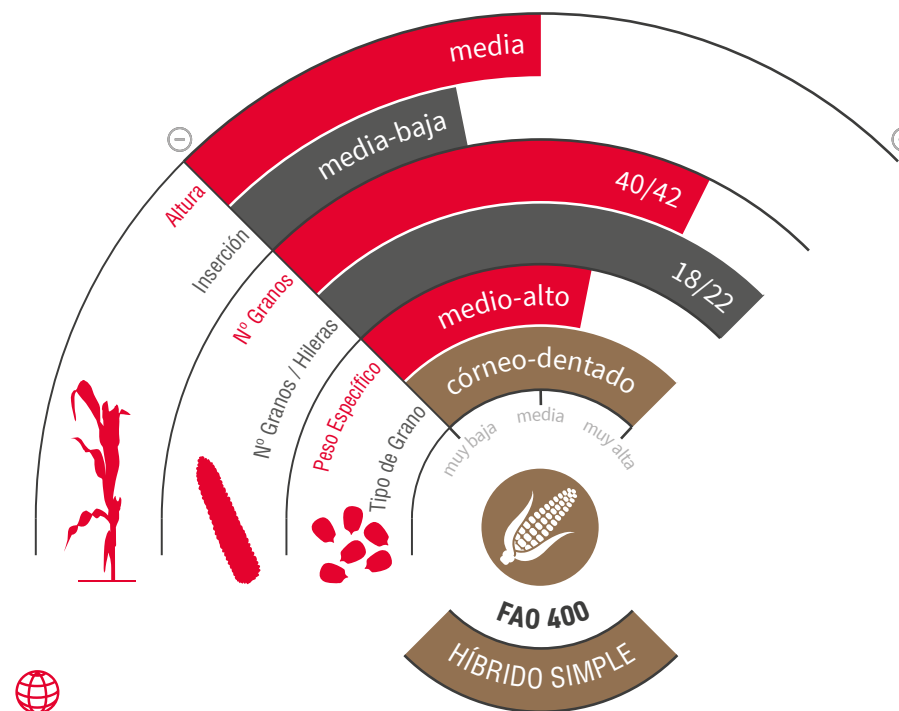 media
media-baja
40/42
18/22
medio-alto
córneo-dentado
Altura
Inserción
Nº Granos
Nº Granos / Hileras
Peso Específico
Tipo de Grano
muy baja
media
muy alta
FAO 400
HÍBRIDO SIMPLE